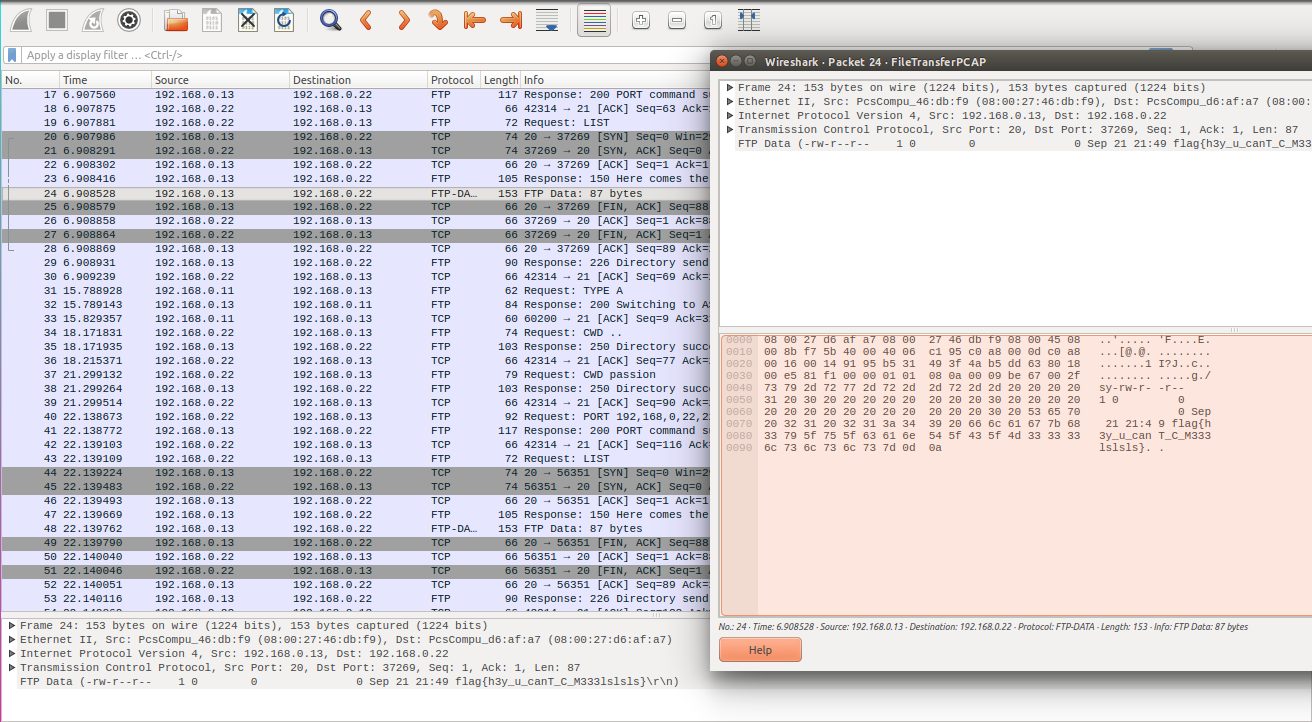 Apply a display filter … <Ctrl-/>
No. Time Source Destination Protocol Length Info
17 6.907560 192.168.0.13 192.168.0.22 FTP 117 Response: 200 PORT command su
18 6.907875 192.168.0.22 192.168.0.13 TCP 66 42314 → 21 [ACK] Seq=63 Ack=
19 6.907881 192.168.0.22 192.168.0.13 FTP 72 Request: LIST
20 6.907986 192.168.0.13 192.168.0.22 TCP 74 20 → 37269 [SYN] Seq=0 Win=29
21 6.908291 192.168.0.22 192.168.0.13 TCP 74 37269 → 20 [SYN, ACK] Seq=0
22 6.908302 192.168.0.13 192.168.0.22 TCP 66 20 → 37269 [ACK] Seq=1 Ack=1
23 6.908416 192.168.0.13 192.168.0.22 FTP 105 Response: 150 Here comes the
24 6.908528 192.168.0.13 192.168.0.22 FTP-DA… 153 FTP Data: 87 bytes
25 6.908579 192.168.0.13 192.168.0.22 TCP 66 20 → 37269 [FIN, ACK] Seq=88
26 6.908858 192.168.0.22 192.168.0.13 TCP 66 37269 → 20 [ACK] Seq=1 Ack=88
27 6.908864 192.168.0.22 192.168.0.13 TCP 66 37269 → 20 [FIN, ACK] Seq=1
28 6.908869 192.168.0.13 192.168.0.22 TCP 66 20 → 37269 [ACK] Seq=89 Ack=
29 6.908931 192.168.0.13 192.168.0.22 FTP 90 Response: 226 Directory send
30 6.909239 192.168.0.22 192.168.0.13 TCP 66 42314 → 21 [ACK] Seq=69 Ack=
31 15.788928 192.168.0.11 192.168.0.13 FTP 62 Request: TYPE A
32 15.789143 192.168.0.13 192.168.0.11 FTP 84 Response: 200 Switching to AS
33 15.829357 192.168.0.11 192.168.0.13 TCP 60 60200 → 21 [ACK] Seq=9 Ack=31
34 18.171831 192.168.0.22 192.168.0.13 FTP 74 Request: CWD ..
35 18.171935 192.168.0.13 192.168.0.22 FTP 103 Response: 250 Directory succe
36 18.215371 192.168.0.22 192.168.0.13 TCP 66 42314 → 21 [ACK] Seq=77 Ack=
37 21.299132 192.168.0.22 192.168.0.13 FTP 79 Request: CWD passion
38 21.299264 192.168.0.13 192.168.0.22 FTP 103 Response: 250 Directory succe
39 21.299514 192.168.0.22 192.168.0.13 TCP 66 42314 → 21 [ACK] Seq=90 Ack=
40 22.138673 192.168.0.22 192.168.0.13 FTP 92 Request: PORT 192,168,0,22,2
41 22.138772 192.168.0.13 192.168.0.22 FTP 117 Response: 200 PORT command su
42 22.139103 192.168.0.22 192.168.0.13 TCP 66 42314 → 21 [ACK] Seq=116 Ack=
43 22.139109 192.168.0.22 192.168.0.13 FTP 72 Request: LIST
44 22.139224 192.168.0.13 192.168.0.22 TCP 74 20 → 56351 [SYN] Seq=0 Win=29
45 22.139483 192.168.0.22 192.168.0.13 TCP 74 56351 → 20 [SYN, ACK] Seq=0
46 22.139493 192.168.0.13 192.168.0.22 TCP 66 20 → 56351 [ACK] Seq=1 Ack=1
47 22.139669 192.168.0.13 192.168.0.22 FTP 105 Response: 150 Here comes the
48 22.139762 192.168.0.13 192.168.0.22 FTP-DA… 153 FTP Data: 87 bytes
49 22.139790 192.168.0.13 192.168.0.22 TCP 66 20 → 56351 [FIN, ACK] Seq=88
50 22.140040 192.168.0.22 192.168.0.13 TCP 66 56351 → 20 [ACK] Seq=1 Ack=88
51 22.140046 192.168.0.22 192.168.0.13 TCP 66 56351 → 20 [FIN, ACK] Seq=1
52 22.140051 192.168.0.13 192.168.0.22 TCP 66 20 → 56351 [ACK] Seq=89 Ack=
53 22.140116 192.168.0.13 192.168.0.22 FTP 90 Response: 226 Directory send
Frame 24: 153 bytes on wire (1224 bits), 153 bytes captured (1224 bits)
Ethernet II, Src: PcsCompu_46:db:f9 (08:00:27:46:db:f9), Dst: PcsCompu_d6:af:a7 (08:00:27:d6:af:a7)
Internet Protocol Version 4, Src: 192.168.0.13, Dst: 192.168.0.22
Transmission Control Protocol, Src Port: 20, Dst Port: 37269, Seq: 1, Ack: 1, Len: 87
FTP Data (-rw-r--r-- 1 0 0 0 Sep 21 21:49 flag{h3y_u_canT_C_M333lslsls}\r\n)
Wireshark · Packet 24 · FileTransferPCAP
Frame 24: 153 bytes on wire (1224 bits), 153 bytes captured (1224 bits)
Ethernet II, Src: PcsCompu_46:db:f9 (08:00:27:46:db:f9), Dst: PcsCompu_d6:af:a7 (08:00:
Internet Protocol Version 4, Src: 192.168.0.13, Dst: 192.168.0.22
Transmission Control Protocol, Src Port: 20, Dst Port: 37269, Seq: 1, Ack: 1, Len: 87
FTP Data (-rw-r--r-- 1 0 0 0 Sep 21 21:49 flag{h3y_u_canT_C_M333
0000 08 00 27 d6 af a7 08 00 27 46 db f9 08 00 45 08 ..'..... 'F....E.
0010 00 8b f7 5b 40 00 40 06 c1 95 c0 a8 00 0d c0 a8 ...[@.@. ........
0020 00 16 00 14 91 95 b5 31 49 3f 4a b5 dd 63 80 18 .......1 I?J..c..
0030 00 e5 81 f1 00 00 01 01 08 0a 00 09 be 67 00 2f ........ .....g./
0040 73 79 2d 72 77 2d 72 2d 2d 72 2d 2d 20 20 20 20 sy-rw-r- -r--
0050 31 20 30 20 20 20 20 20 20 20 20 30 20 20 20 20 1 0 0
0060 20 20 20 20 20 20 20 20 20 20 20 30 20 53 65 70 0 Sep
0070 20 32 31 20 32 31 3a 34 39 20 66 6c 61 67 7b 68 21 21:4 9 flag{h
0080 33 79 5f 75 5f 63 61 6e 54 5f 43 5f 4d 33 33 33 3y_u_can T_C_M333
0090 6c 73 6c 73 6c 73 7d 0d 0a lslsls}. .
No.: 24 · Time: 6.908528 · Source: 192.168.0.13 · Destination: 192.168.0.22 · Protocol: FTP-DATA · Length: 153 · Info: FTP Data: 87 bytes
Help